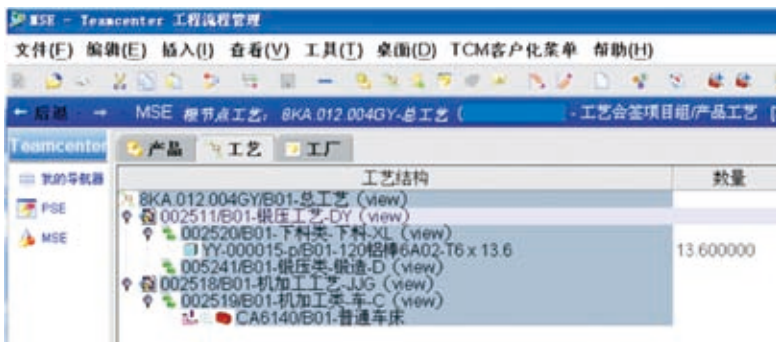 MSE - Teamcenter 工程流程管理
文件(F) 编辑(E) 插入(I) 查看(V) 工具(T) 桌面(D) TCM客户化菜单 帮助(H)
后退 MSE 根节点工艺: 8KA.012.004GY-总工艺 ( - 工艺会签项目组/产品工艺
Teamcenter 产品 工艺 工厂
我的导航器
PSE
MSE
工艺结构 数量
8KA.012.004GY/B01-总工艺 (view)
002511/B01-锻压工艺-DY (view)
002520/B01-下料类-下料-XL (view)
YY-000015-p/B01-120铝棒6A02-T6 x 13.6 13.600000
005241/B01-锻压类-锻造-D (view)
002518/B01-机加工工艺-JJG (view)
002519/B01-机加工类-车-C (view)
CA6140/B01-普通车床